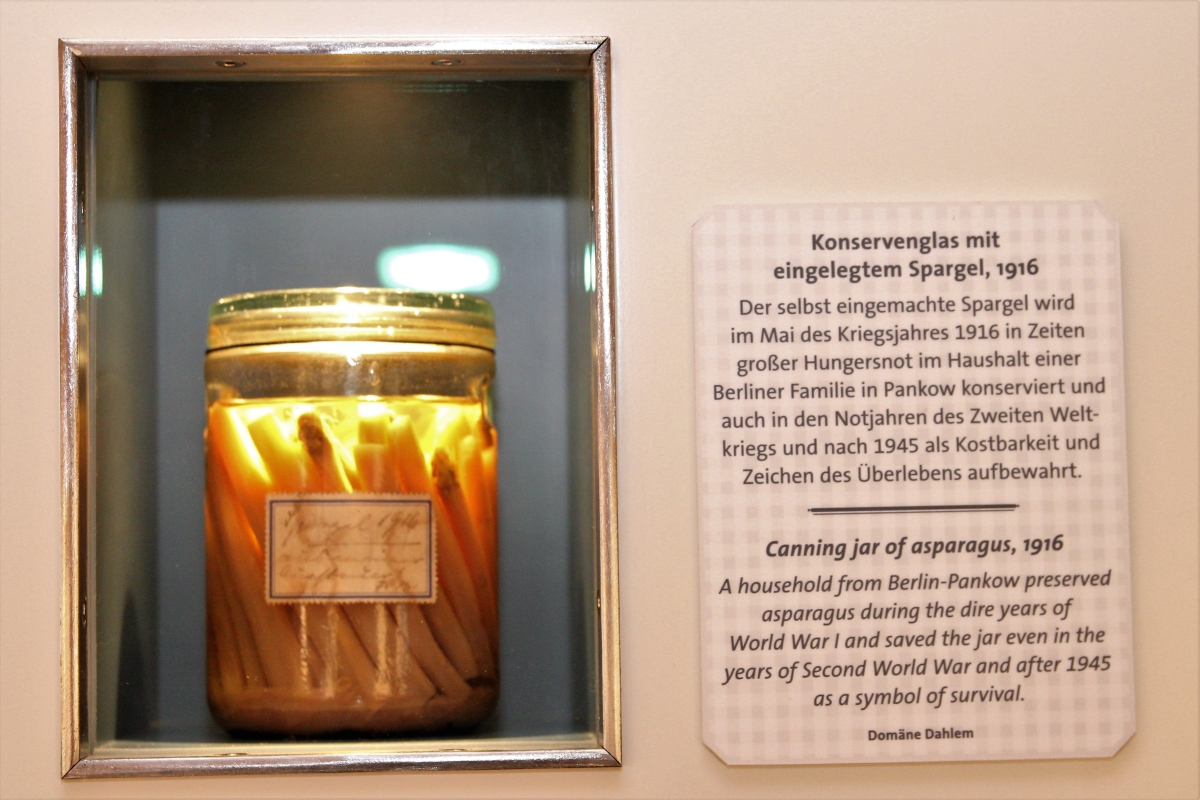 Spargel 1916
Konservenglas mit
eingelegtem Spargel, 1916
Der selbst eingemachte Spargel wird
im Mai des Kriegsjahres 1916 in Zeiten
großer Hungersnot im Haushalt einer
Berliner Familie in Pankow konserviert und
auch in den Notjahren des Zweiten Welt-
kriegs und nach 1945 als Kostbarkeit und
Zeichen des Überlebens aufbewahrt.
Canning jar of asparagus, 1916
A household from Berlin-Pankow preserved
asparagus during the dire years of
World War I and saved the jar even in the
years of Second World War and after 1945
as a symbol of survival.
Domäne Dahlem